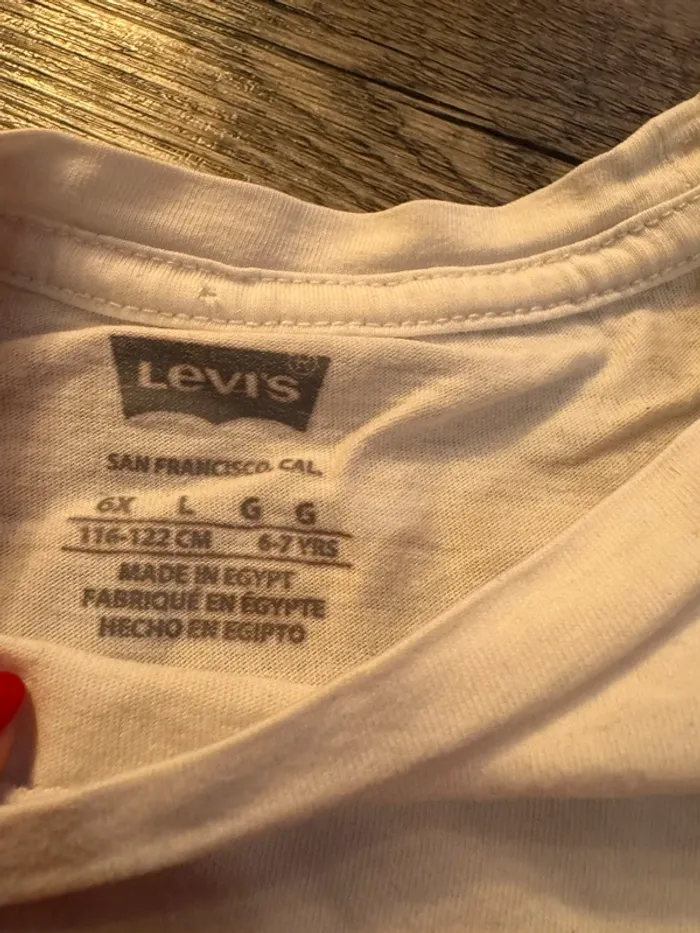 Levi's ®
SAN FRANCISCO, CAL.
6X L G G
116-122 CM 6-7 YRS
MADE IN EGYPT
FABRIQUÉ EN ÉGYPTE
HECHO EN EGIPTO